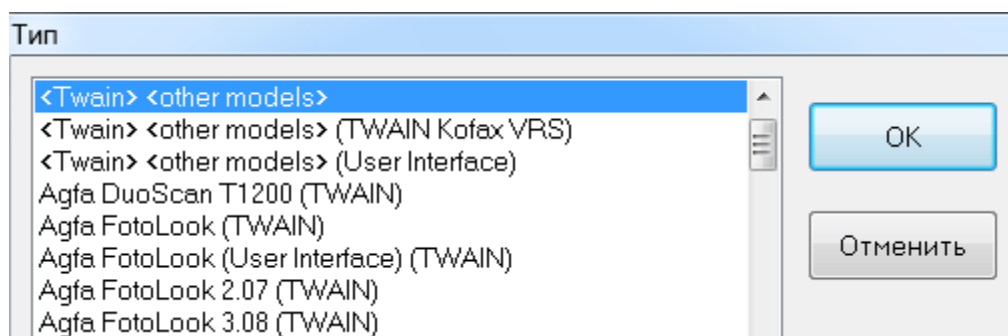 Тип
<Twain> <other models>
<Twain> <other models> (TWAIN Kofax VRS)
<Twain> <other models> (User Interface)
Agfa DuoScan T1200 (TWAIN)
Agfa FotoLook (TWAIN)
Agfa FotoLook (User Interface) (TWAIN)
Agfa FotoLook 2.07 (TWAIN)
Agfa FotoLook 3.08 (TWAIN)
OK
Отменить